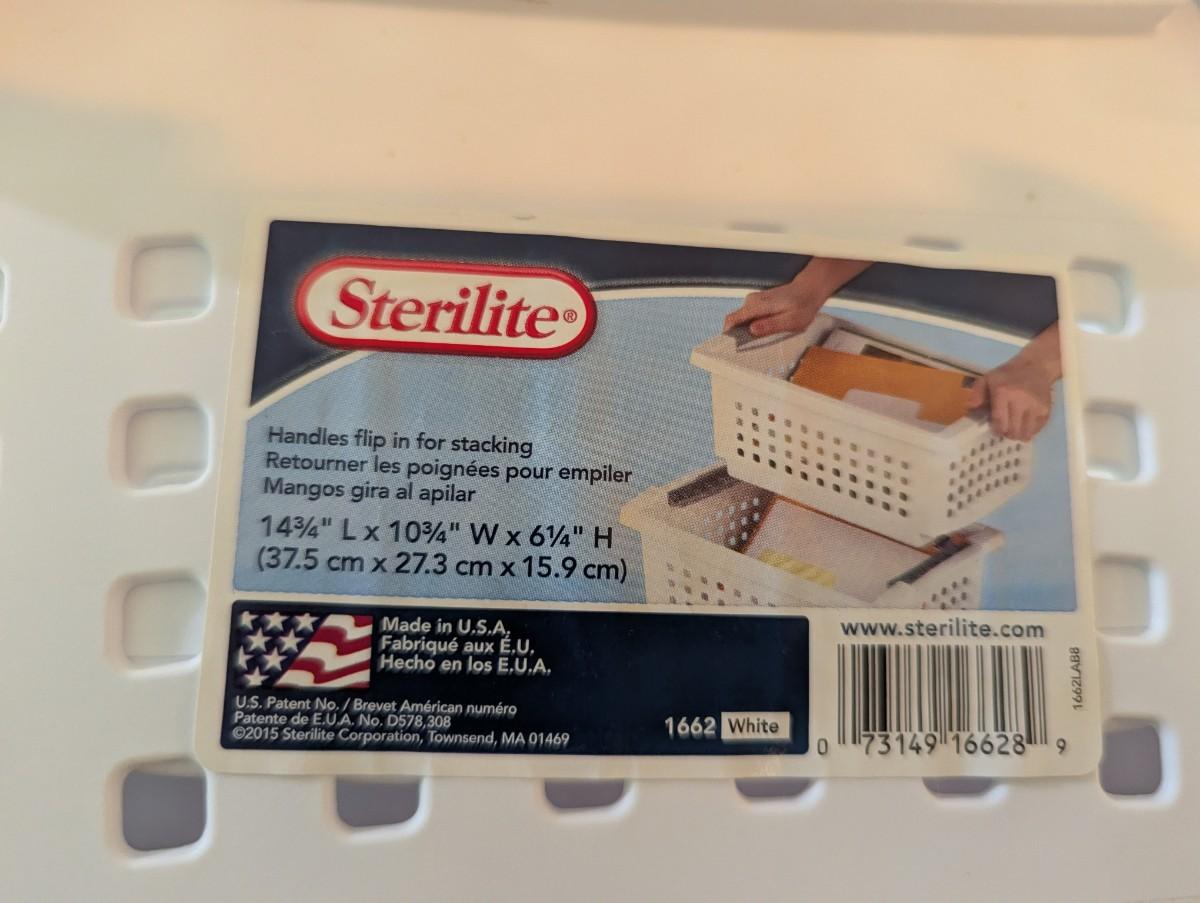 Sterilite®
Handles flip in for stacking
Retourner les poignées pour empiler
Mangos gira al apilar
14¾" L x 10¾" W x 6¼" H
(37.5 cm x 27.3 cm x 15.9 cm)
Made in U.S.A.
Fabriqué aux É.U.
Hecho en los E.U.A.
U.S. Patent No. / Brevet Américan numéro
Patente de E.U.A. No. D578,308
©2015 Sterilite Corporation, Townsend, MA 01469
1662 White
www.sterilite.com
0 73149 16628 9
1662LAB8